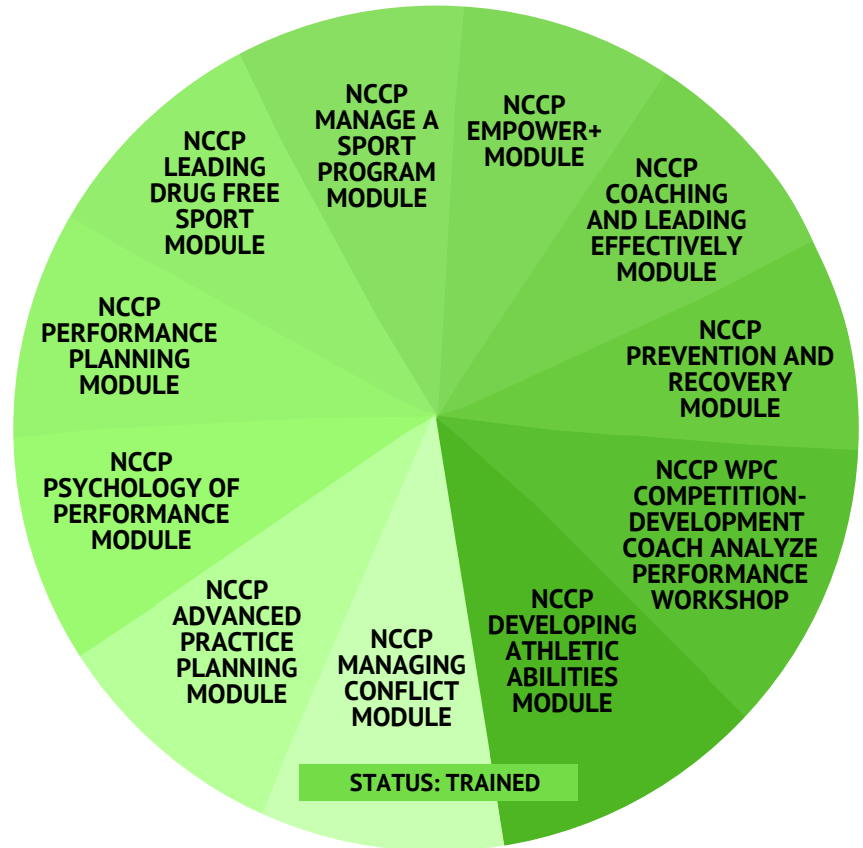 NCCP
MANAGE A
SPORT
PROGRAM
MODULE
NCCP
EMPOWER+
MODULE
NCCP
COACHING
AND LEADING
EFFECTIVELY
MODULE
NCCP
PREVENTION AND
RECOVERY
MODULE
NCCP WPC
COMPETITION-
DEVELOPMENT
COACH ANALYZE
PERFORMANCE
WORKSHOP
NCCP
DEVELOPING
ATHLETIC
ABILITIES
MODULE
NCCP
MANAGING
CONFLICT
MODULE
NCCP
ADVANCED
PRACTICE
PLANNING
MODULE
NCCP
PSYCHOLOGY OF
PERFORMANCE
MODULE
NCCP
PERFORMANCE
PLANNING
MODULE
NCCP
LEADING
DRUG FREE
SPORT
MODULE
STATUS: TRAINED